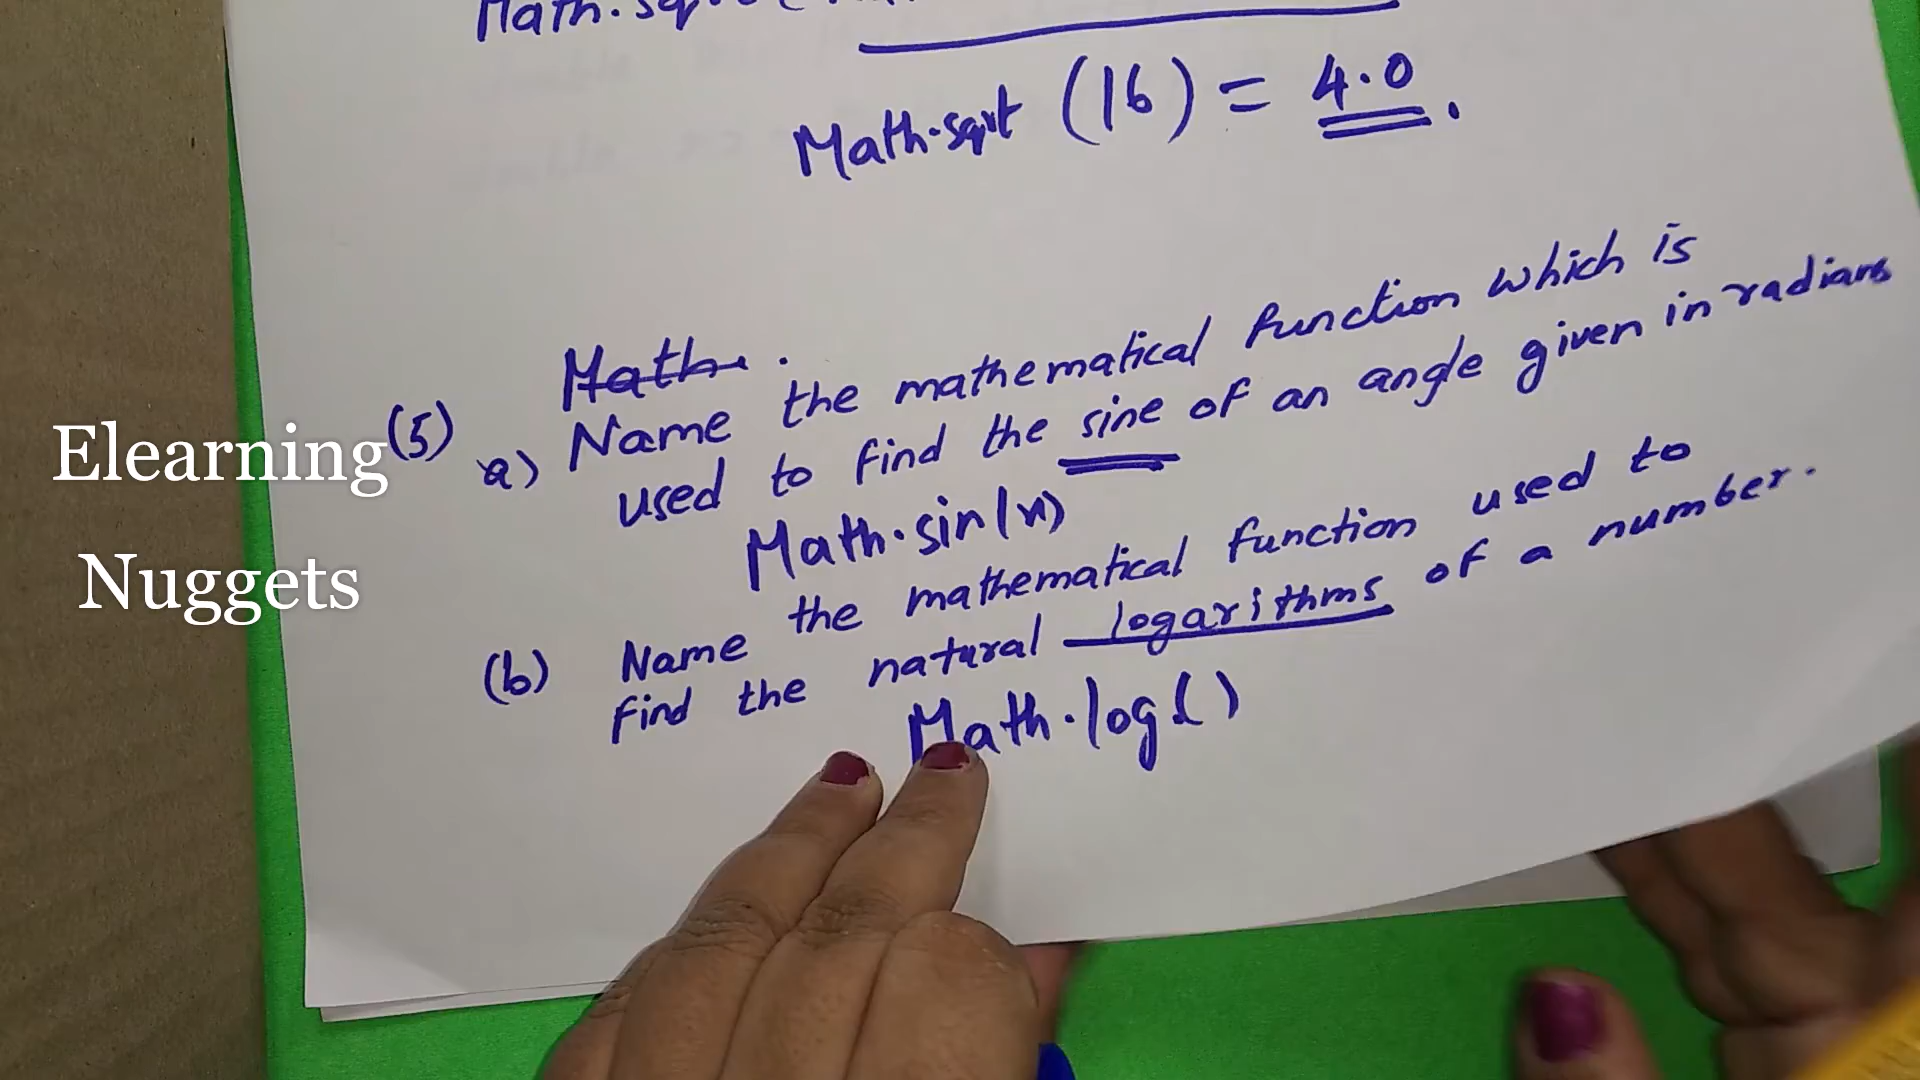 Math.sqrt(
Math.sqrt (16) = 4.0.
Math.
(5) a) Name the mathematical function which is
used to find the sine of an angle given in radians
Math.sin(x)
(b) Name the mathematical function used to
find the natural logarithms of a number.
Math.log()
Elearning
Nuggets